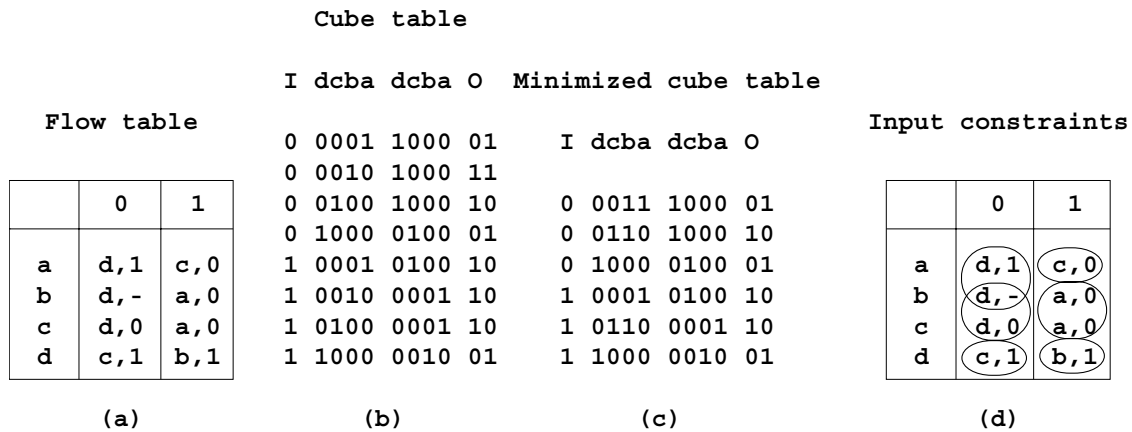 Cube table
I dcba dcba O
0 0001 1000 01
0 0010 1000 11
0 0100 1000 10
0 1000 0100 01
1 0001 0100 10
1 0010 0001 10
1 0100 0001 10
1 1000 0010 01
(b)
Flow table
0 1
a d,1 c,0
b d,- a,0
c d,0 a,0
d c,1 b,1
(a)
Minimized cube table
I dcba dcba O
0 0011 1000 01
0 0110 1000 10
0 1000 0100 01
1 0001 0100 10
1 0110 0001 10
1 1000 0010 01
(c)
Input constraints
0 1
a d,1 c,0
b d,- a,0
c d,0 a,0
d c,1 b,1
(d)